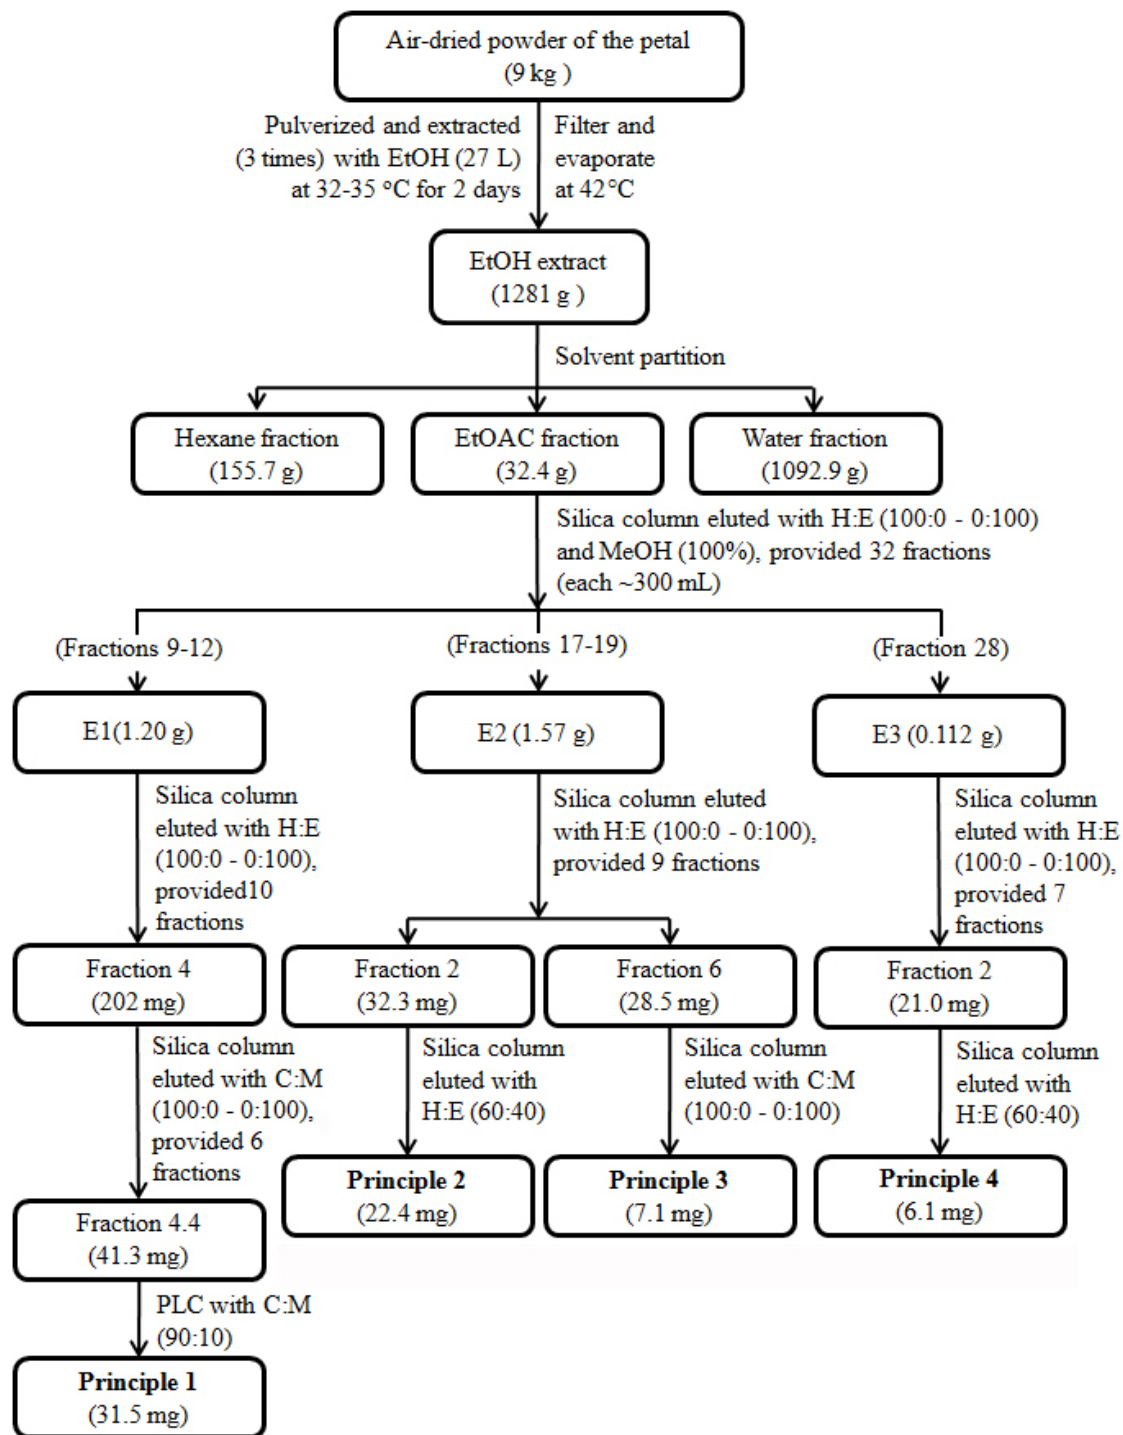 Air-dried powder of the petal
(9 kg )
Pulverized and extracted
(3 times) with EtOH (27 L)
at 32-35 °C for 2 days
Filter and
evaporate
at 42°C
EtOH extract
(1281 g )
Solvent partition
Hexane fraction
(155.7 g)
EtOAC fraction
(32.4 g)
Water fraction
(1092.9 g)
Silica column eluted with H:E (100:0 - 0:100)
and MeOH (100%), provided 32 fractions
(each ~300 mL)
(Fractions 9-12)
(Fractions 17-19)
(Fraction 28)
E1(1.20 g)
E2 (1.57 g)
E3 (0.112 g)
Silica column
eluted with H:E
(100:0 - 0:100),
provided10
fractions
Silica column eluted
with H:E (100:0 - 0:100),
provided 9 fractions
Silica column
eluted with H:E
(100:0 - 0:100),
provided 7
fractions
Fraction 4
(202 mg)
Fraction 2
(32.3 mg)
Fraction 6
(28.5 mg)
Fraction 2
(21.0 mg)
Silica column
eluted with C:M
(100:0 - 0:100),
provided 6
fractions
Silica column
eluted with
H:E (60:40)
Silica column
eluted with C:M
(100:0 - 0:100)
Silica column
eluted with
H:E (60:40)
Principle 2
(22.4 mg)
Principle 3
(7.1 mg)
Principle 4
(6.1 mg)
Fraction 4.4
(41.3 mg)
PLC with C:M
(90:10)
Principle 1
(31.5 mg)